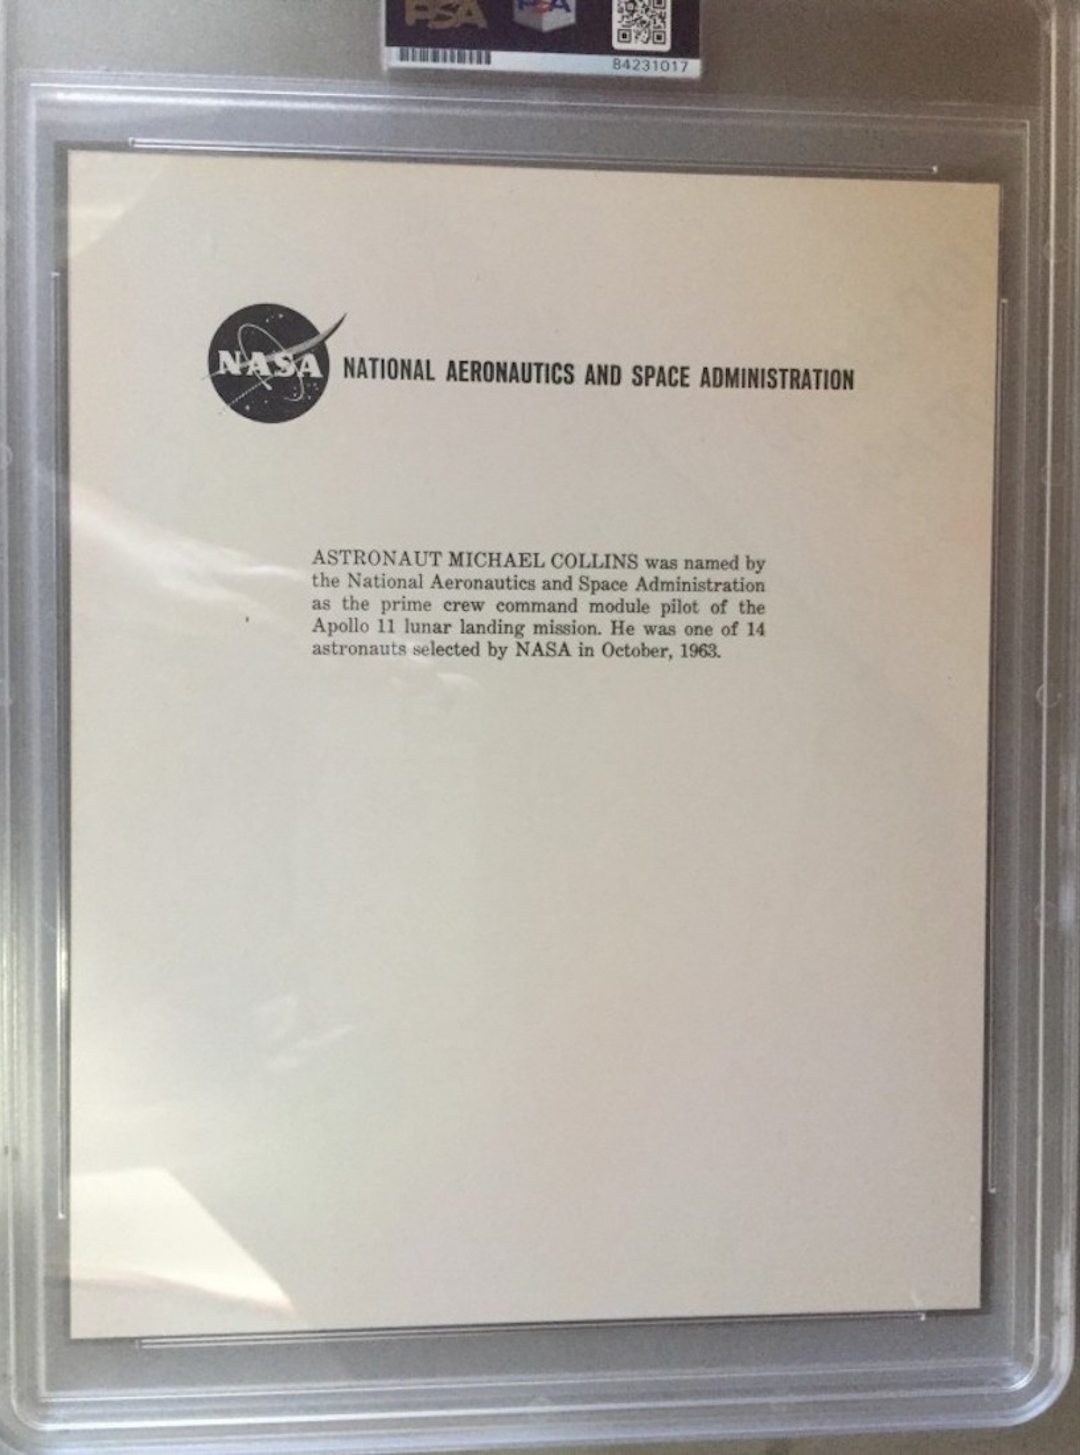 PSA
PSA
84231017
NASA
NATIONAL AERONAUTICS AND SPACE ADMINISTRATION
ASTRONAUT MICHAEL COLLINS was named by
the National Aeronautics and Space Administration
as the prime crew command module pilot of the
Apollo 11 lunar landing mission. He was one of 14
astronauts selected by NASA in October, 1963.